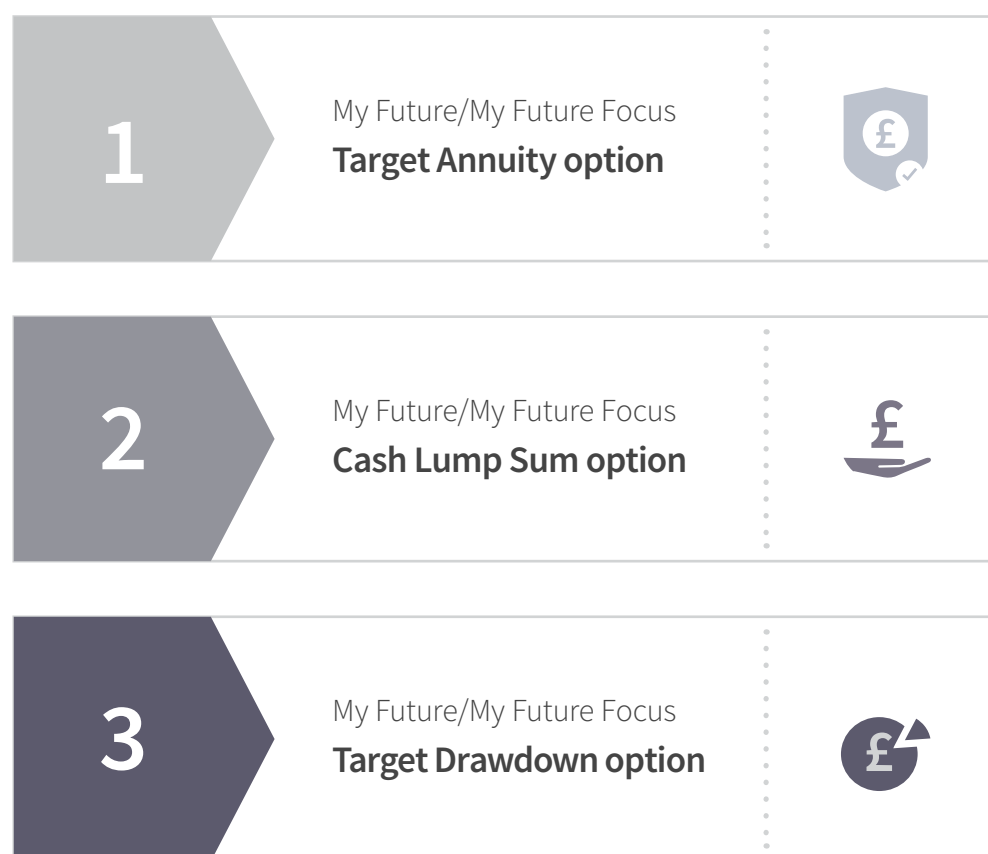 1
My Future/My Future Focus
Target Annuity option
£
2
My Future/My Future Focus
Cash Lump Sum option
£
3
My Future/My Future Focus
Target Drawdown option
£